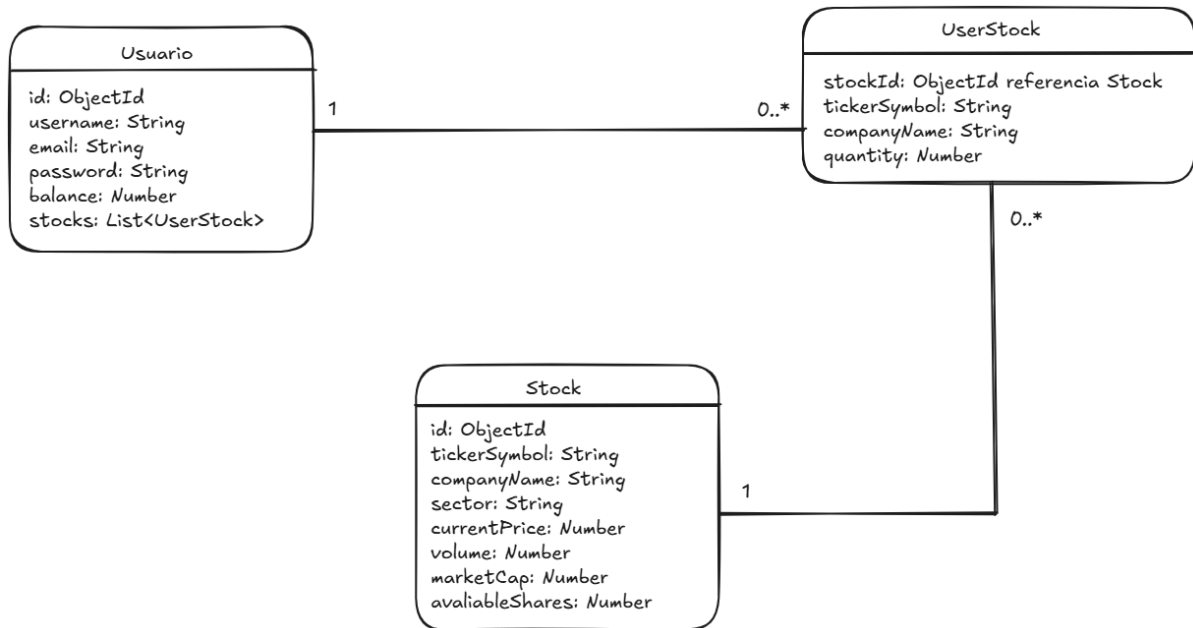 Usuario
id: ObjectId
username: String
email: String
password: String
balance: Number
stocks: List<UserStock>
1
0..*
UserStock
stockId: ObjectId referencia Stock
tickerSymbol: String
companyName: String
quantity: Number
0..*
Stock
id: ObjectId
tickerSymbol: String
companyName: String
sector: String
currentPrice: Number
volume: Number
marketCap: Number
avaliableShares: Number
1